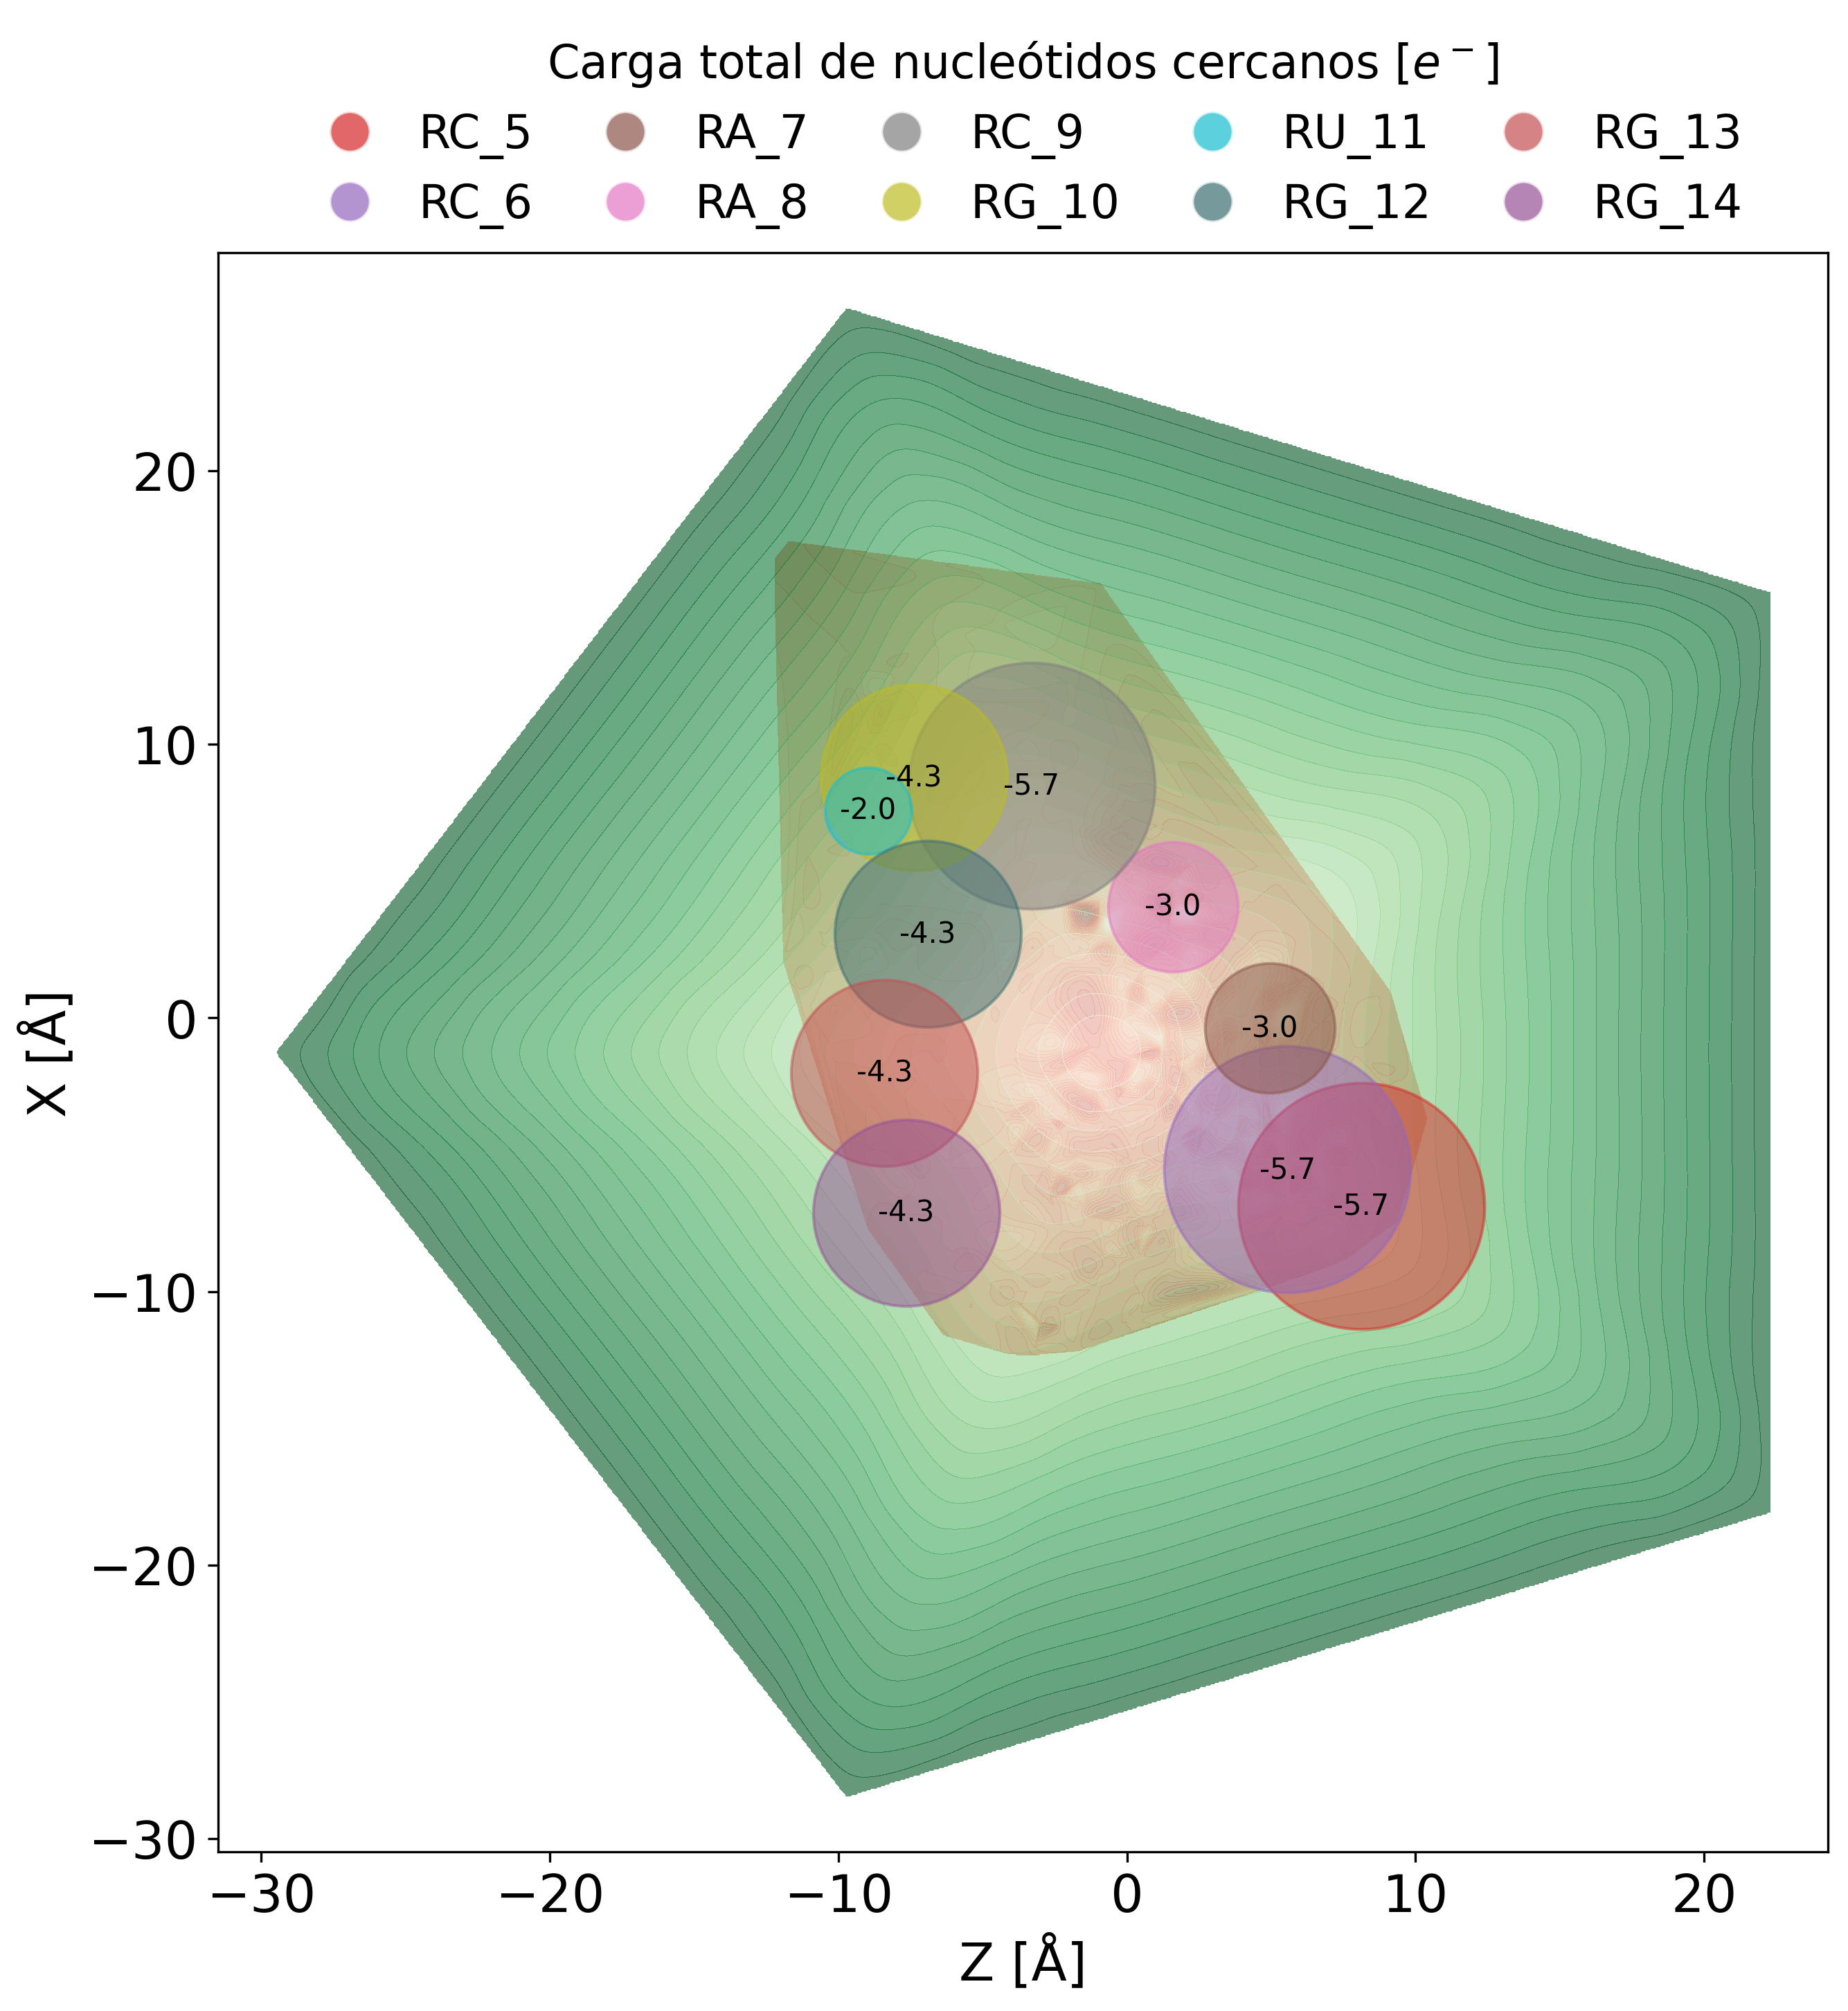 Carga total de nucleótidos cercanos [e⁻]
RC_5 RA_7 RC_9 RU_11 RG_13
RC_6 RA_8 RG_10 RG_12 RG_14
20
10
0
−10
−20
−30
X [Å]
-4.3
-5.7
-2.0
-3.0
-4.3
-3.0
-4.3
-5.7
-5.7
-4.3
−30 −20 −10 0 10 20
Z [Å]